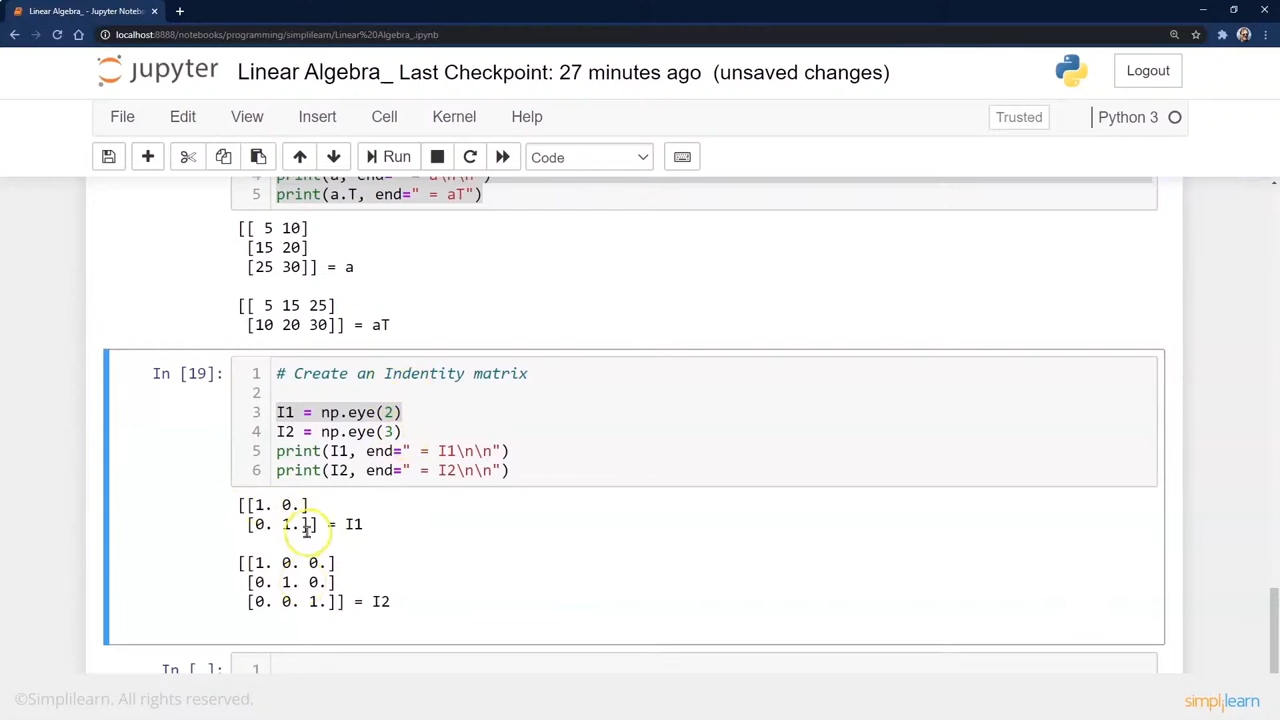 Linear Algebra_ - Jupyter Noteb
localhost:8888/notebooks/programming/simplilearn/Linear%20Algebra_.ipynb
jupyter Linear Algebra_ Last Checkpoint: 27 minutes ago (unsaved changes)
Logout
File Edit View Insert Cell Kernel Help
Trusted
Python 3
Run
Code
4 print(a, end=" = a\n\n")
5 print(a.T, end=" = aT")
[[ 5 10]
[15 20]
[25 30]] = a
[[ 5 15 25]
[10 20 30]] = aT
In [19]:
1 # Create an Indentity matrix
2
3 I1 = np.eye(2)
4 I2 = np.eye(3)
5 print(I1, end=" = I1\n\n")
6 print(I2, end=" = I2\n\n")
[[1. 0.]
[0. 1.]] = I1
[[1. 0. 0.]
[0. 1. 0.]
[0. 0. 1.]] = I2
In [ ]: 1
©Simplilearn. All rights reserved.
simplilearn